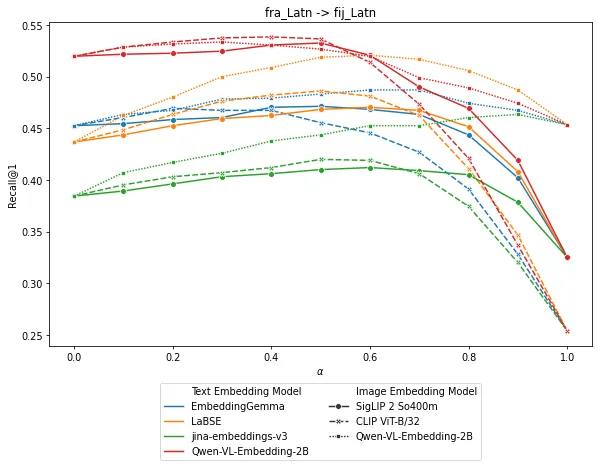 fra_Latn -> fij_Latn
0.55
0.50
0.45
0.40
0.35
0.30
0.25
Recall@1
0.0
0.2
0.4
0.6
0.8
1.0
α
Text Embedding Model
EmbeddingGemma
LaBSE
jina-embeddings-v3
Qwen-VL-Embedding-2B
Image Embedding Model
SigLIP 2 So400m
CLIP ViT-B/32
Qwen-VL-Embedding-2B